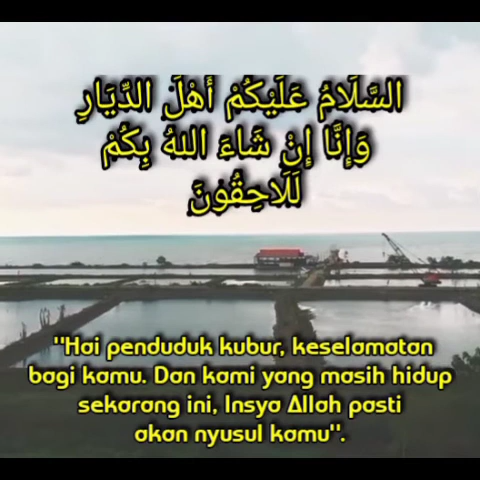 السَّلَامُ عَلَيْكُمْ أَهْلَ الدِّيَارِ
وَإِنَّا إِنْ شَاءَ اللهُ بِكُمْ
لَلَاحِقُوْنَ
"Hai penduduk kubur, keselamatan
bagi kamu. Dan kami yang masih hidup
sekarang ini, Insya Allah pasti
akan nyusul kamu".